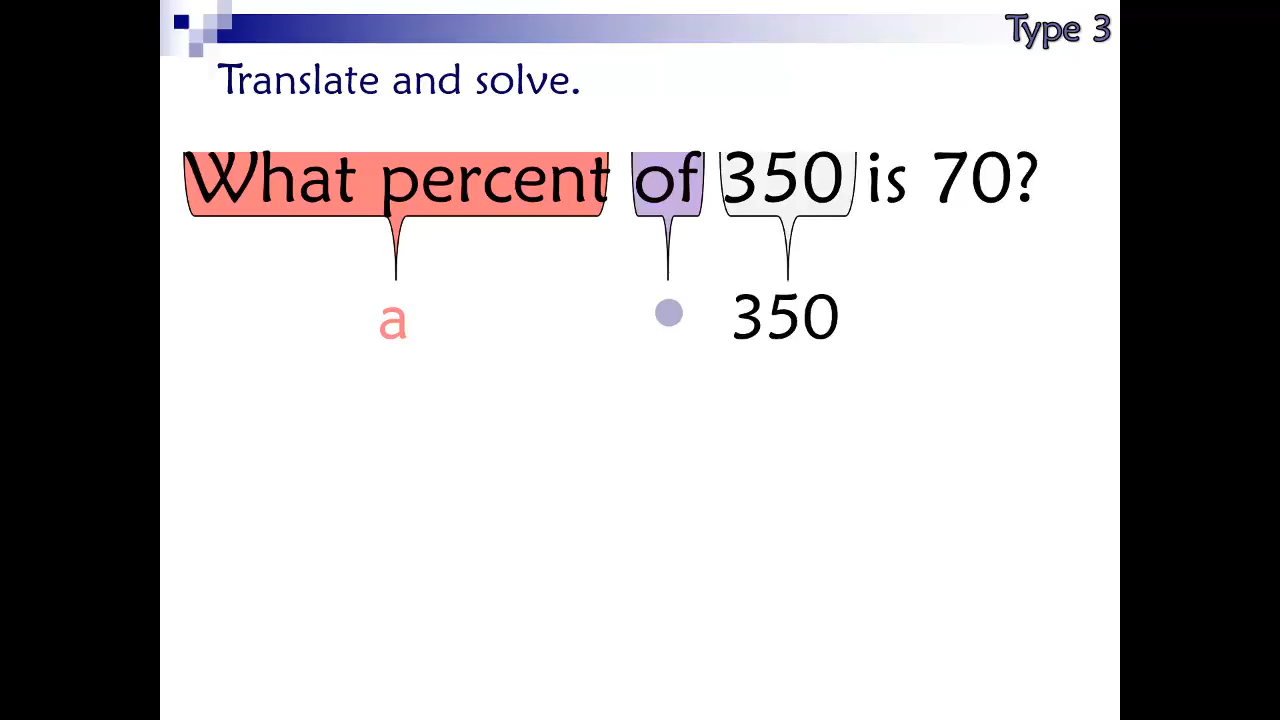 Type 3
Translate and solve.
What percent of 350 is 70?
a • 350